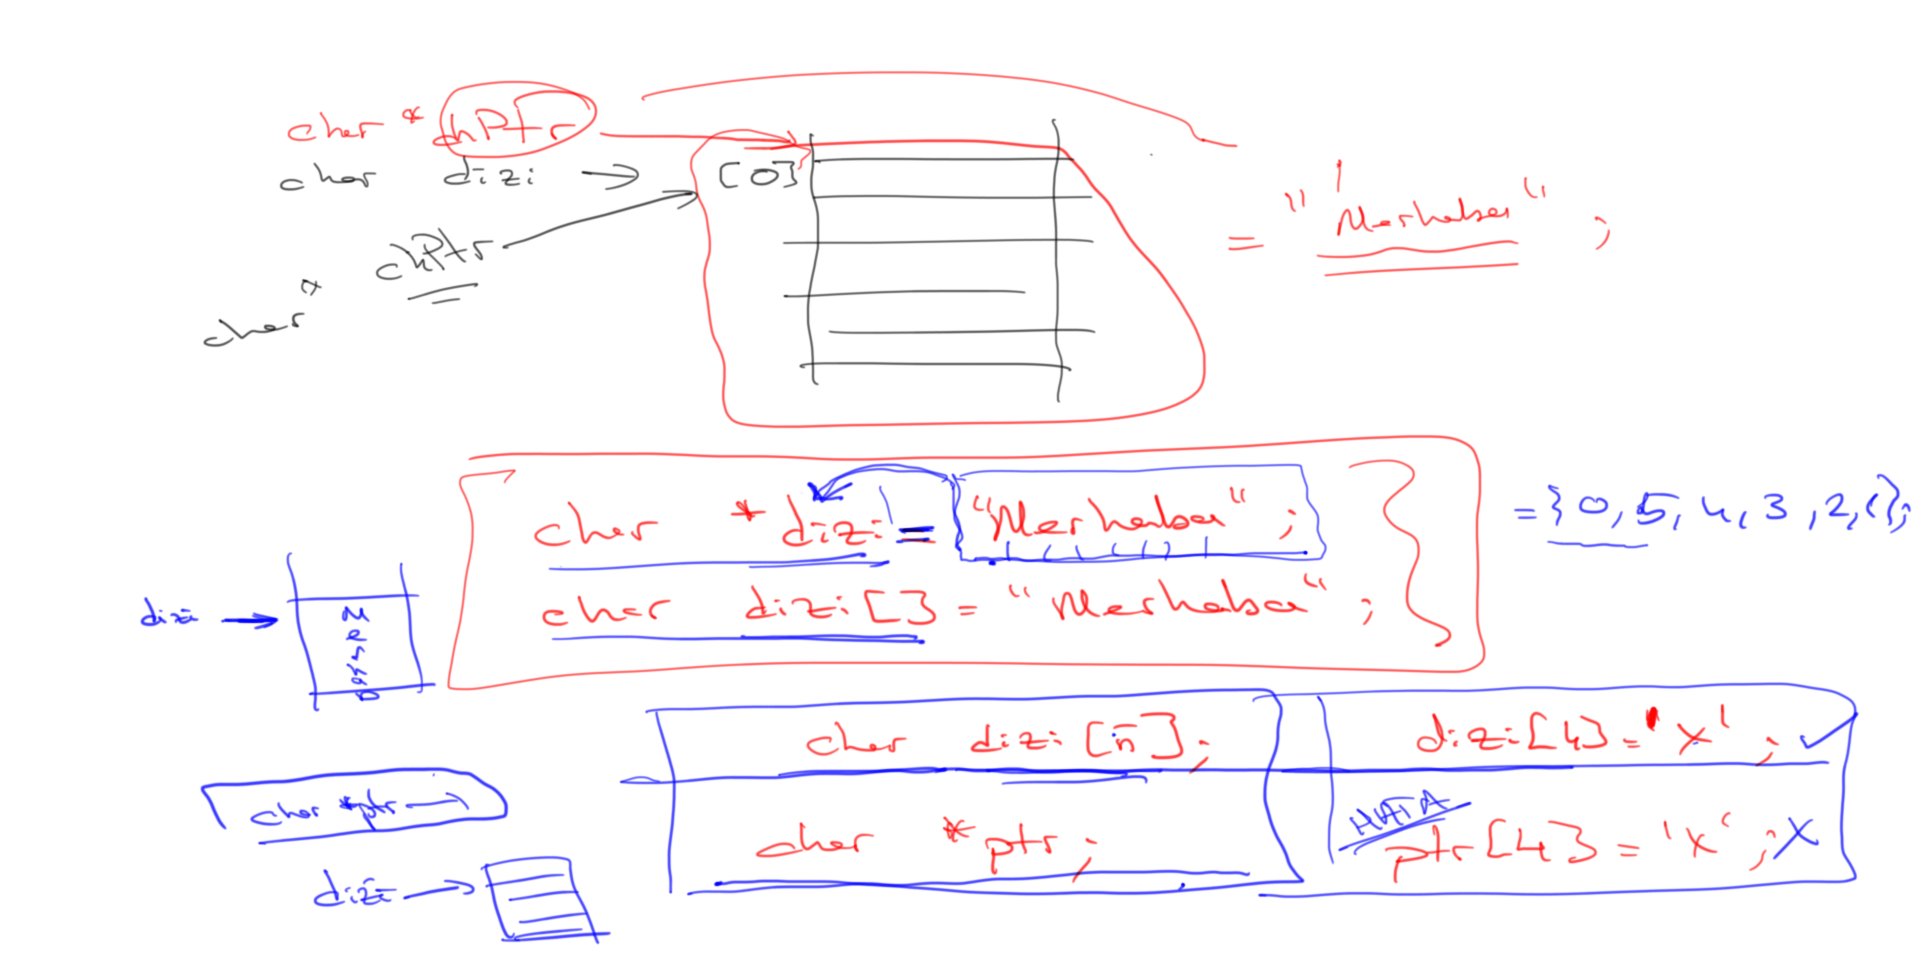 char * chPtr
char dizi → [0]
= "Merhaba" ;
chPtr
char *
char * dizi = "Merhaba" ;
= { 0, 5, 4, 3, 2, 1 };
char dizi [] = "Merhaba" ;
dizi →
char dizi [n] ;
dizi [4] = 'x' ; ✓
char *ptr →
HATA
char *ptr ;
ptr [4] = 'x' ; X
dizi →